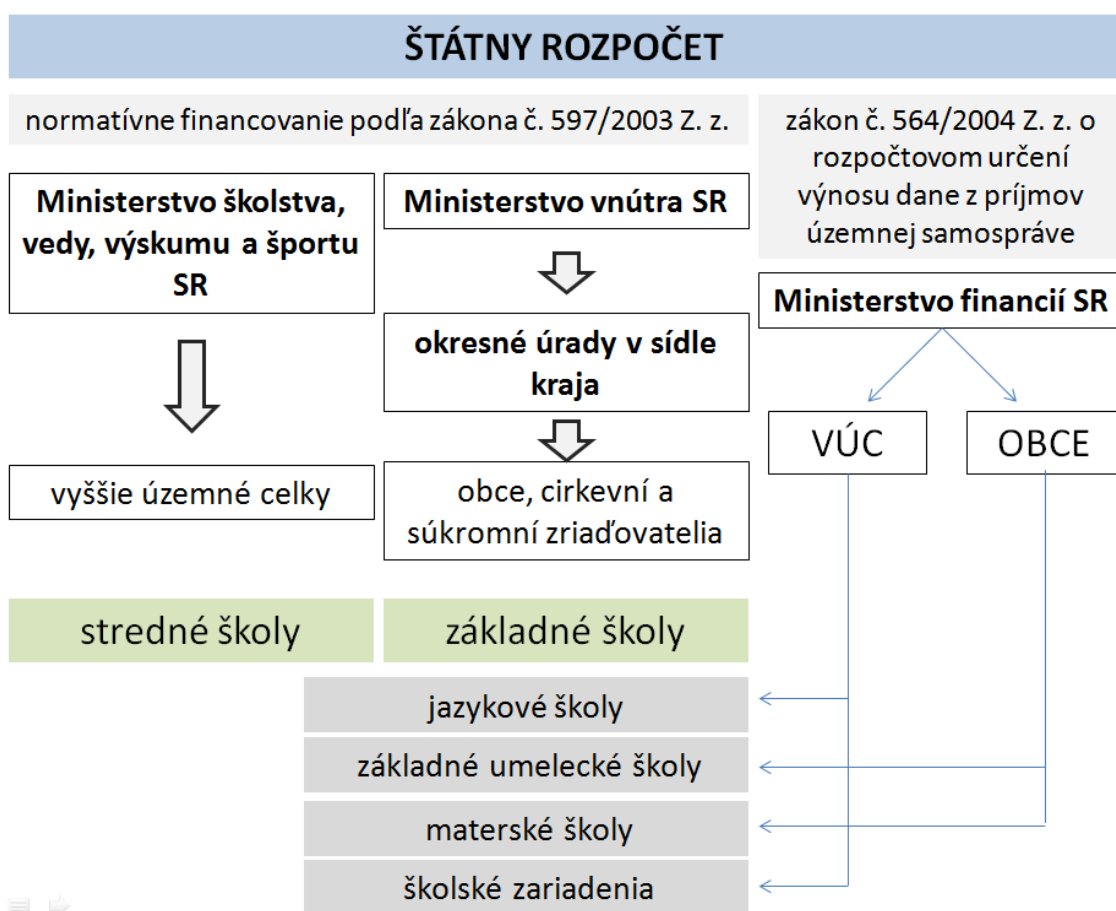 ŠTÁTNY ROZPOČET
normatívne financovanie podľa zákona č. 597/2003 Z. z.
zákon č. 564/2004 Z. z. o
rozpočtovom určení
výnosu dane z príjmov
územnej samospráve
Ministerstvo školstva,
vedy, výskumu a športu
SR
Ministerstvo vnútra SR
Ministerstvo financií SR
okresné úrady v sídle
kraja
VÚC
OBCE
vyššie územné celky
obce, cirkevní a
súkromní zriaďovatelia
stredné školy
základné školy
jazykové školy
základné umelecké školy
materské školy
školské zariadenia